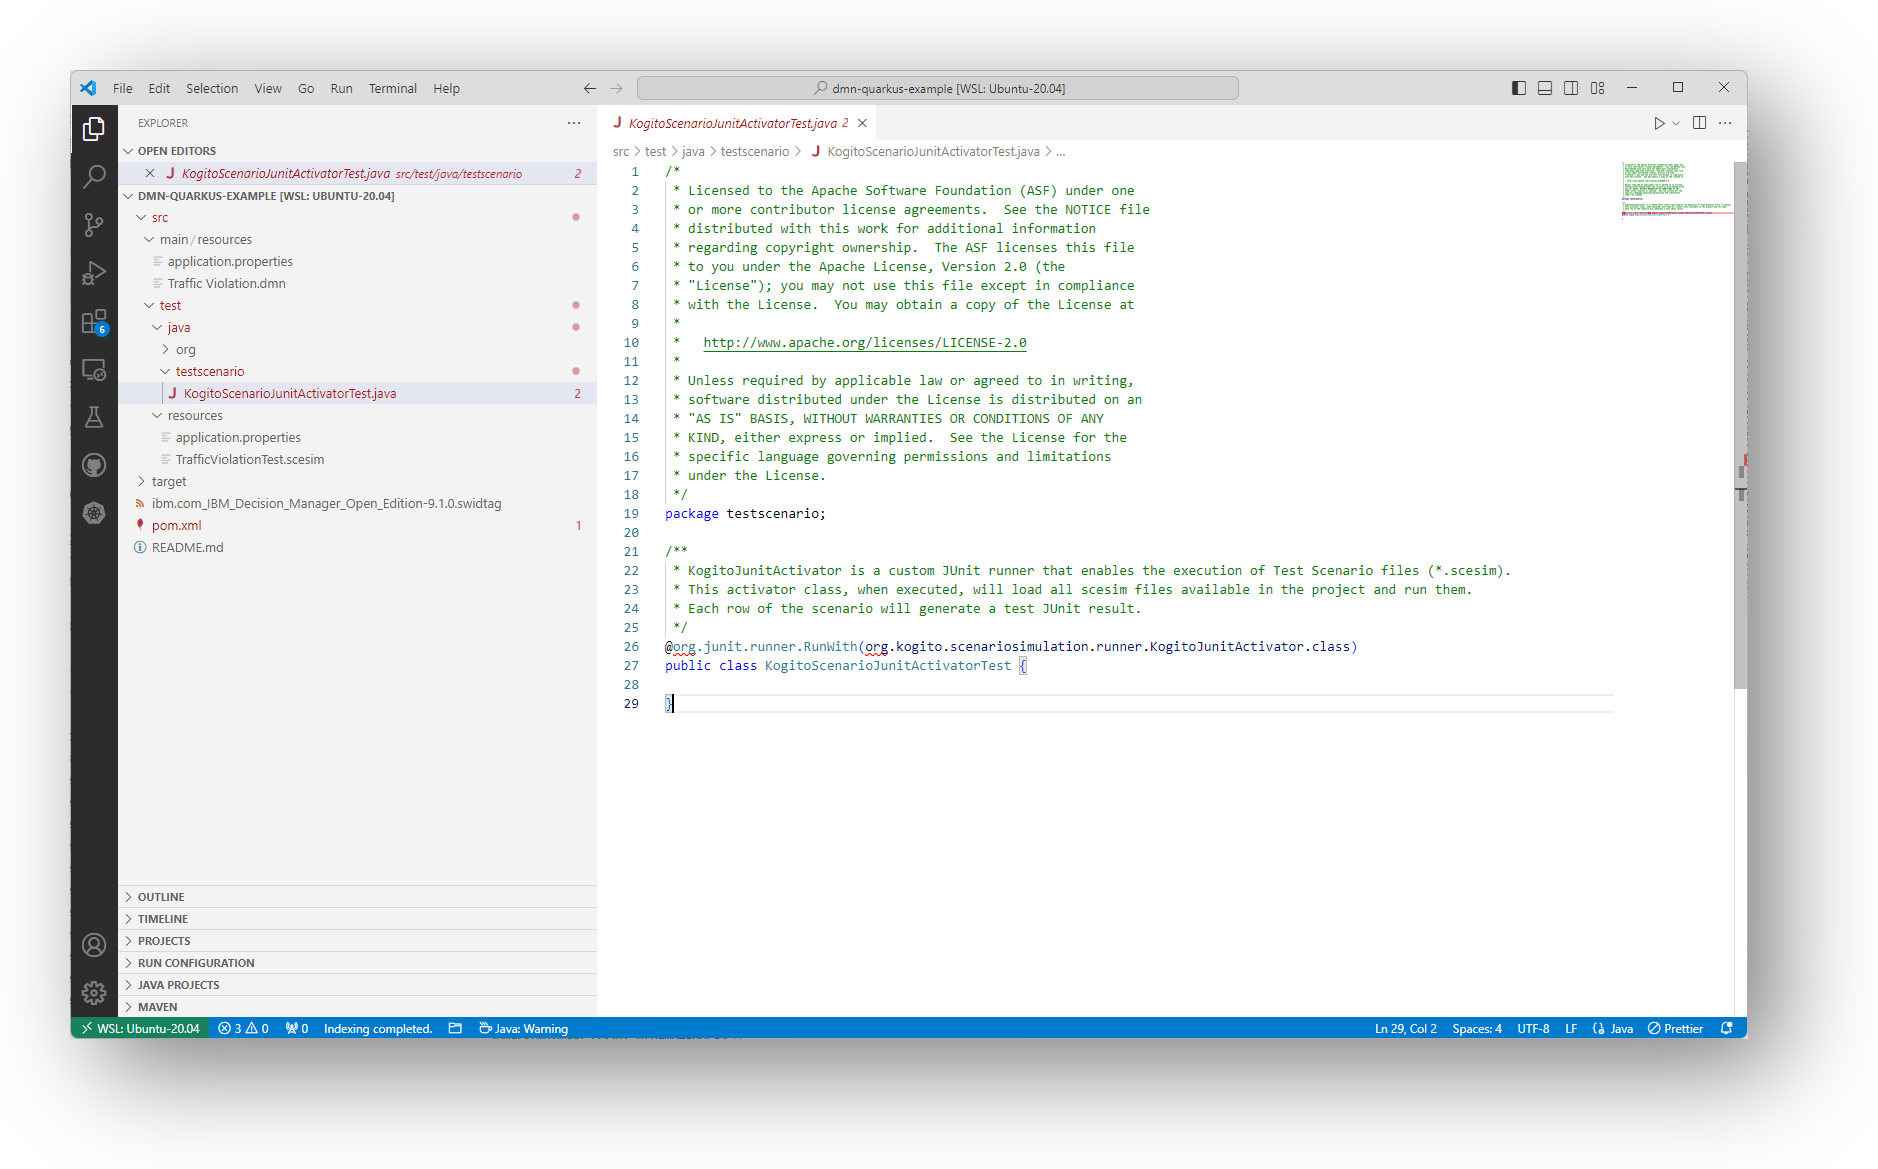 File Edit Selection View Go Run Terminal Help
dmn-quarkus-example [WSL: Ubuntu-20.04]
EXPLORER
OPEN EDITORS
KogitoScenarioJunitActivatorTest.java src/test/java/testscenario 2
DMN-QUARKUS-EXAMPLE [WSL: UBUNTU-20.04]
src
main / resources
application.properties
Traffic Violation.dmn
test
java
org
testscenario
KogitoScenarioJunitActivatorTest.java 2
resources
application.properties
TrafficViolationTest.scesim
target
ibm.com_IBM_Decision_Manager_Open_Edition-9.1.0.swidtag
pom.xml 1
README.md
6
OUTLINE
TIMELINE
PROJECTS
RUN CONFIGURATION
JAVA PROJECTS
MAVEN
J KogitoScenarioJunitActivatorTest.java 2
src > test > java > testscenario > J KogitoScenarioJunitActivatorTest.java > ...
1 /*
2 * Licensed to the Apache Software Foundation (ASF) under one
3 * or more contributor license agreements.  See the NOTICE file
4 * distributed with this work for additional information
5 * regarding copyright ownership.  The ASF licenses this file
6 * to you under the Apache License, Version 2.0 (the
7 * "License"); you may not use this file except in compliance
8 * with the License.  You may obtain a copy of the License at
9 *
10 *   http://www.apache.org/licenses/LICENSE-2.0
11 *
12 * Unless required by applicable law or agreed to in writing,
13 * software distributed under the License is distributed on an
14 * "AS IS" BASIS, WITHOUT WARRANTIES OR CONDITIONS OF ANY
15 * KIND, either express or implied.  See the License for the
16 * specific language governing permissions and limitations
17 * under the License.
18 */
19 package testscenario;
20
21 /**
22 * KogitoJunitActivator is a custom JUnit runner that enables the execution of Test Scenario files (*.scesim).
23 * This activator class, when executed, will load all scesim files available in the project and run them.
24 * Each row of the scenario will generate a test JUnit result.
25 */
26 @org.junit.runner.RunWith(org.kogito.scenariosimulation.runner.KogitoJunitActivator.class)
27 public class KogitoScenarioJunitActivatorTest {
28
29 }
WSL: Ubuntu-20.04 3 0 0 Indexing completed. Java: Warning Ln 29, Col 2 Spaces: 4 UTF-8 LF Java Prettier